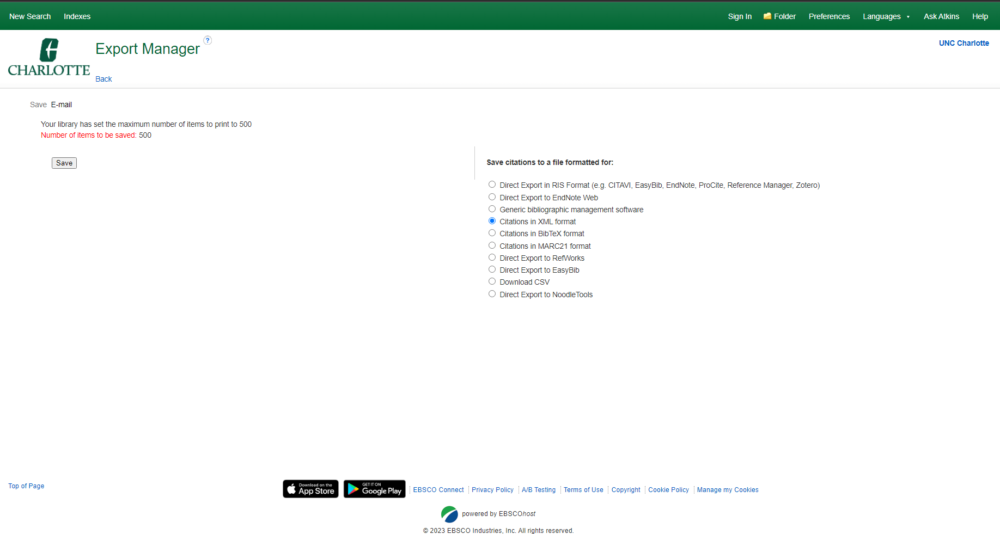 New Search Indexes Sign In Folder Preferences Languages Ask Atkins Help
CHARLOTTE
Export Manager ?
UNC Charlotte
Back
Save E-mail
Your library has set the maximum number of items to print to 500
Number of items to be saved: 500
Save
Save citations to a file formatted for:
Direct Export in RIS Format (e.g. CITAVI, EasyBib, EndNote, ProCite, Reference Manager, Zotero)
Direct Export to EndNote Web
Generic bibliographic management software
Citations in XML format
Citations in BibTeX format
Citations in MARC21 format
Direct Export to RefWorks
Direct Export to EasyBib
Download CSV
Direct Export to NoodleTools
Top of Page
Download on the
App Store
GET IT ON
Google Play
EBSCO Connect Privacy Policy A/B Testing Terms of Use Copyright Cookie Policy Manage my Cookies
powered by EBSCOhost
© 2023 EBSCO Industries, Inc. All rights reserved.